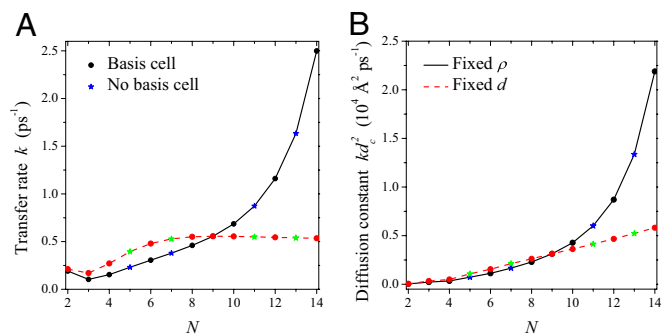 A
Transfer rate k (ps⁻¹)
2.5
2.0
1.5
1.0
0.5
0.0
Basis cell
No basis cell
2 4 6 8 10 12 14
N
B
Diffusion constant kd_c² (10⁴ Å² ps⁻¹)
2.5
2.0
1.5
1.0
0.5
0.0
Fixed ρ
Fixed d
2 4 6 8 10 12 14
N